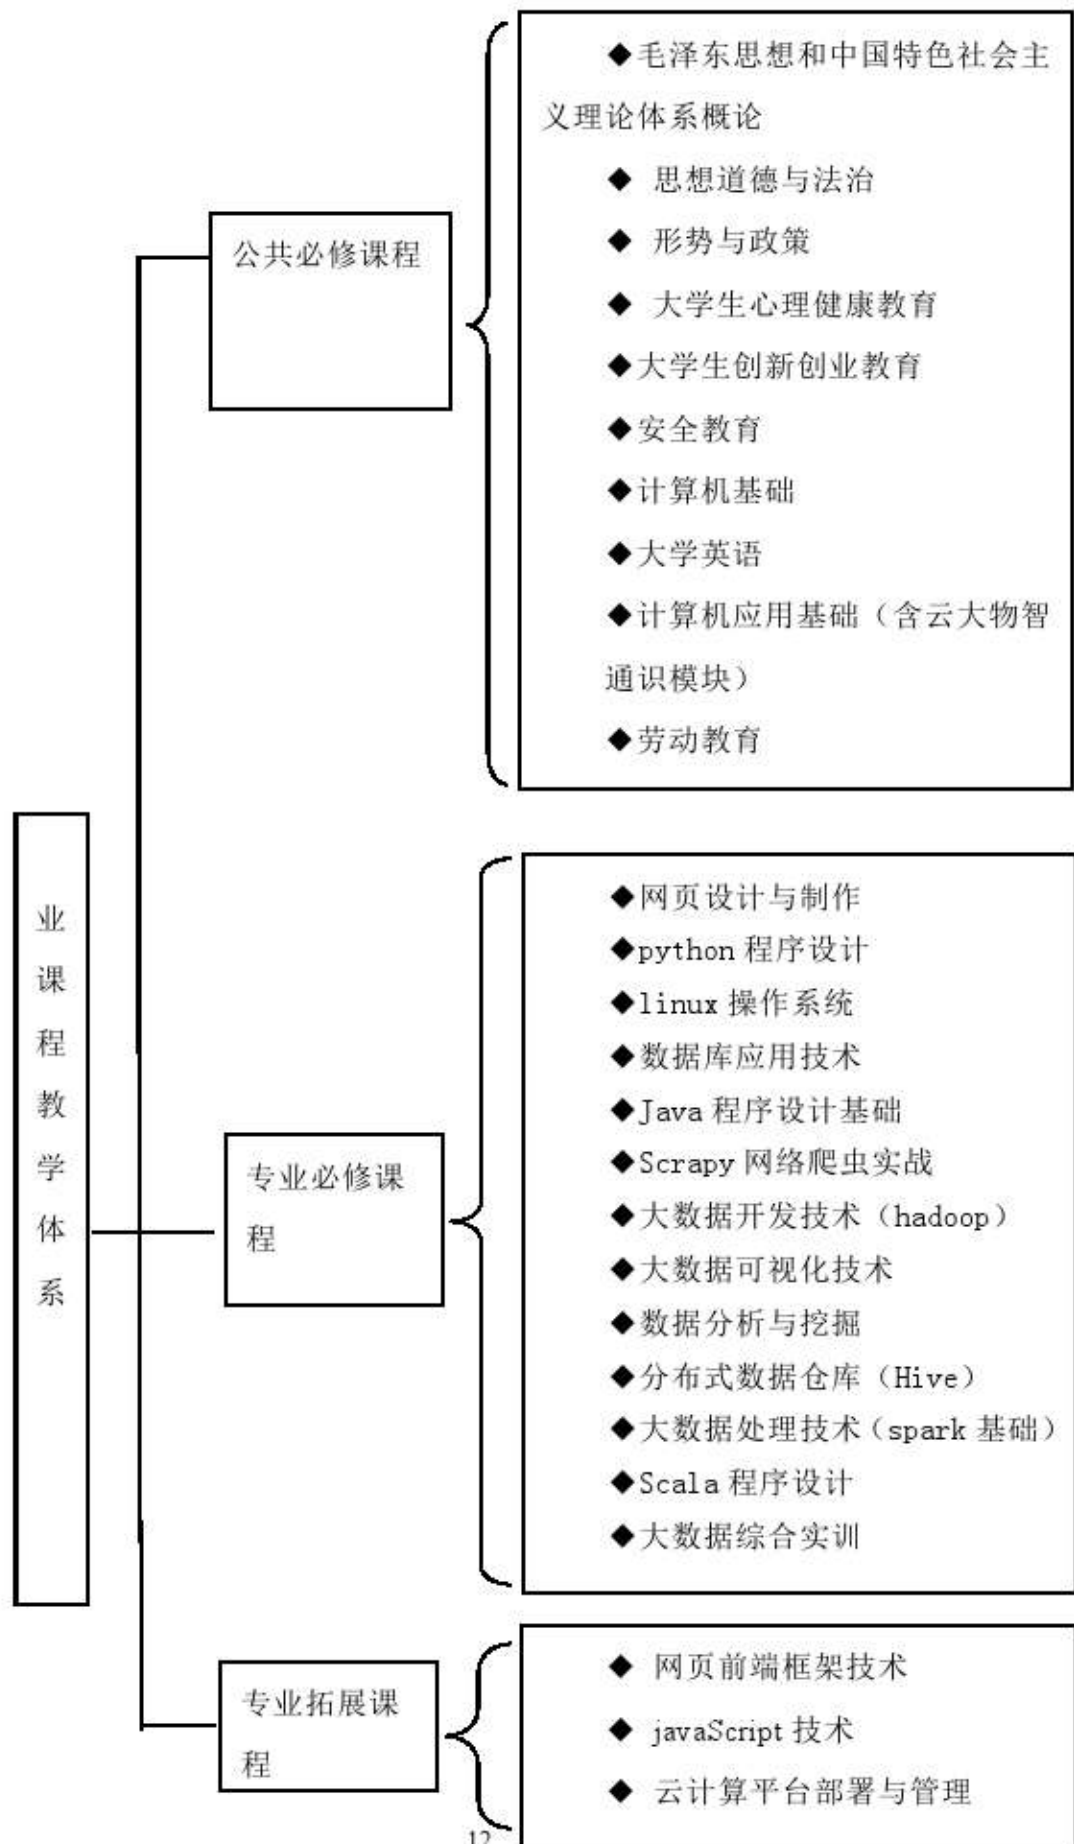 公共必修课程
◆毛泽东思想和中国特色社会主
义理论体系概论
◆ 思想道德与法治
◆ 形势与政策
◆ 大学生心理健康教育
◆大学生创新创业教育
◆安全教育
◆计算机基础
◆大学英语
◆计算机应用基础（含云大物智
通识模块）
◆劳动教育
业
课
程
教
学
体
系
专业必修课
程
◆网页设计与制作
◆python 程序设计
◆linux 操作系统
◆数据库应用技术
◆Java 程序设计基础
◆Scrapy 网络爬虫实战
◆大数据开发技术（hadoop）
◆大数据可视化技术
◆数据分析与挖掘
◆分布式数据仓库（Hive）
◆大数据处理技术（spark 基础）
◆Scala 程序设计
◆大数据综合实训
专业拓展课
程
◆ 网页前端框架技术
◆ javaScript 技术
◆ 云计算平台部署与管理
12